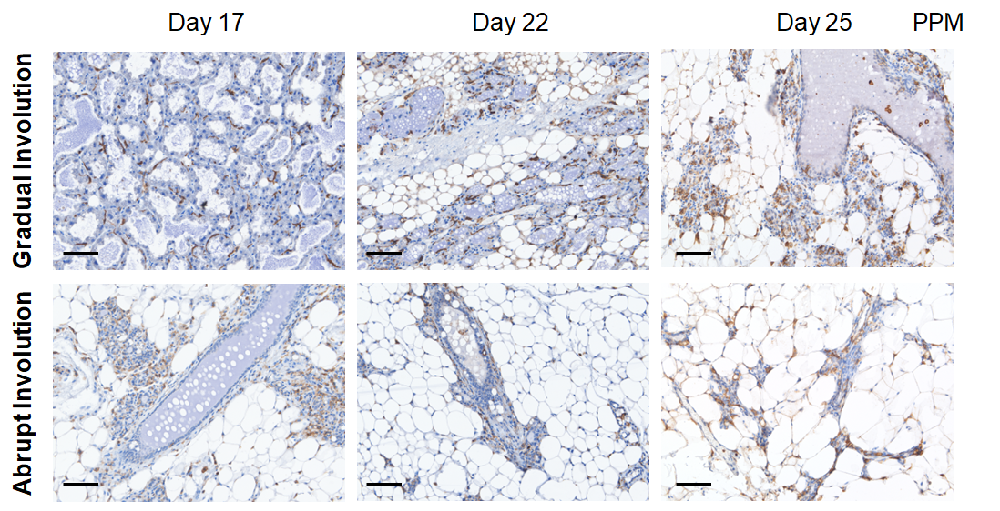 Day 17
Day 22
Day 25
PPM
Gradual Involution
Abrupt Involution